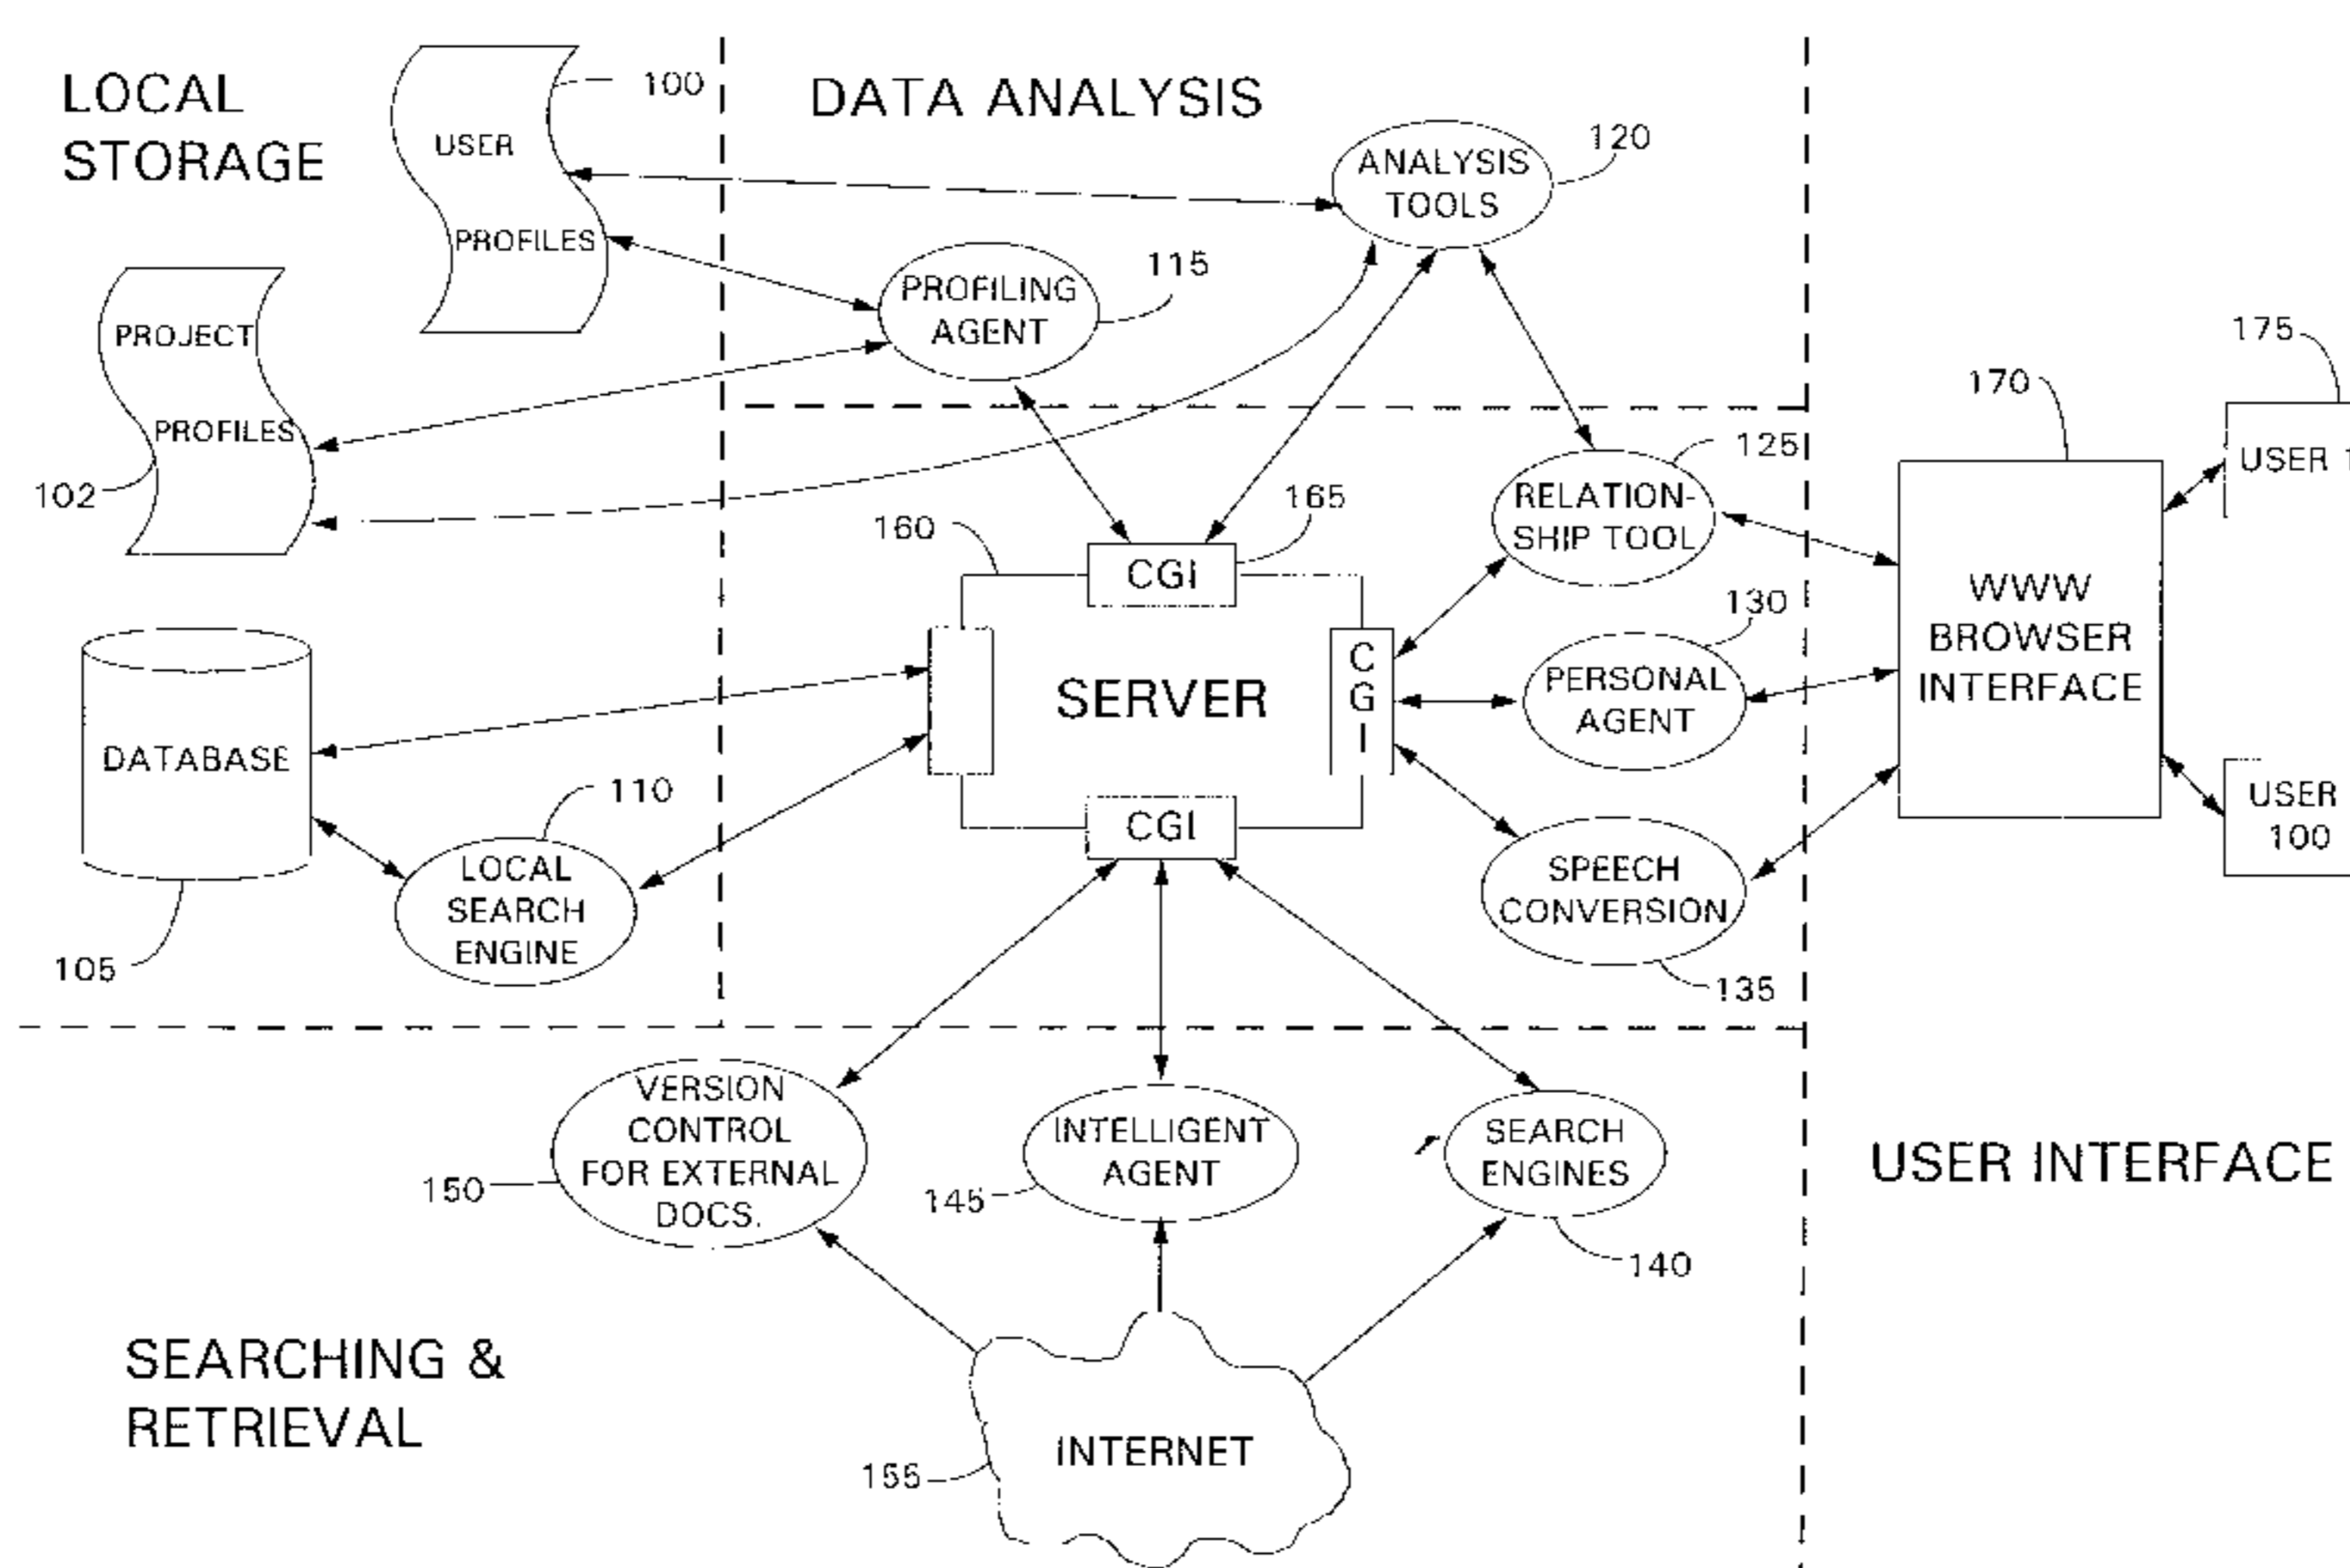 LOCAL
STORAGE
100
USER
PROFILES
PROJECT
PROFILES
102
DATABASE
105
110
LOCAL
SEARCH
ENGINE
DATA ANALYSIS
ANALYSIS
TOOLS
120
PROFILING
AGENT
115
160
165
CGI
SERVER
C
G
I
CGI
125
RELATION-
SHIP TOOL
130
PERSONAL
AGENT
SPEECH
CONVERSION
135
170
WWW
BROWSER
INTERFACE
175
USER 1
USER
100
USER INTERFACE
VERSION
CONTROL
FOR EXTERNAL
DOCS.
150
INTELLIGENT
AGENT
145
SEARCH
ENGINES
140
SEARCHING &
RETRIEVAL
INTERNET
155